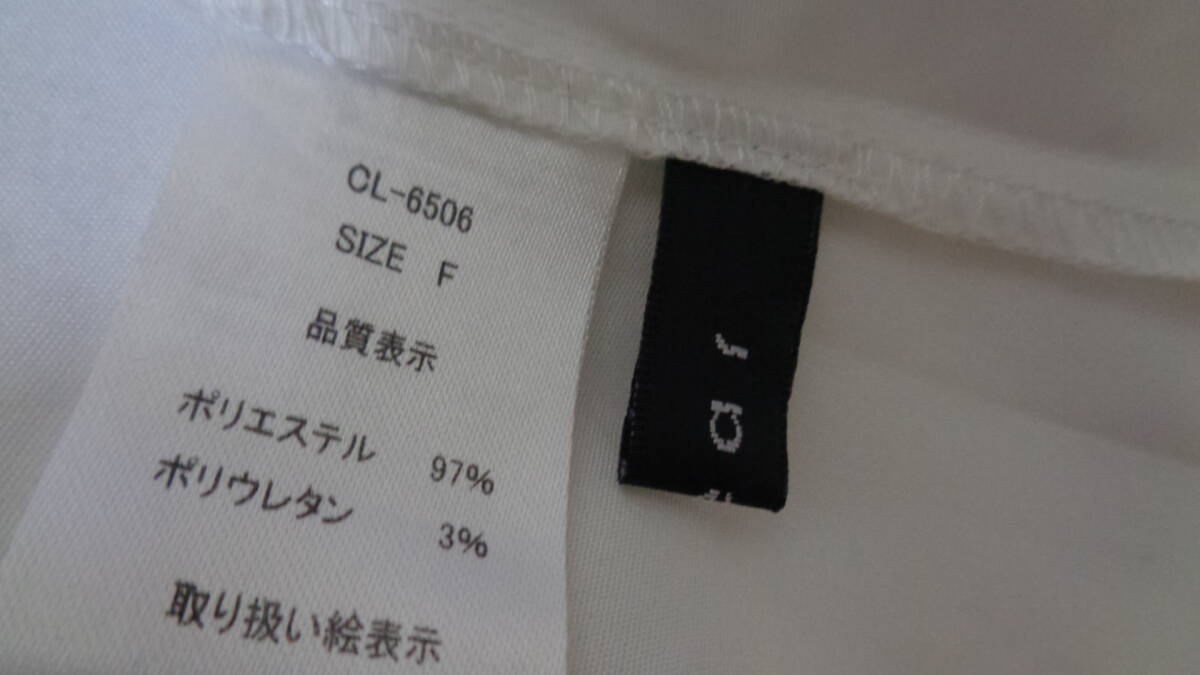 CL-6506
SIZE F
品質表示
ポリエステル 97%
ポリウレタン 3%
取り扱い絵表示